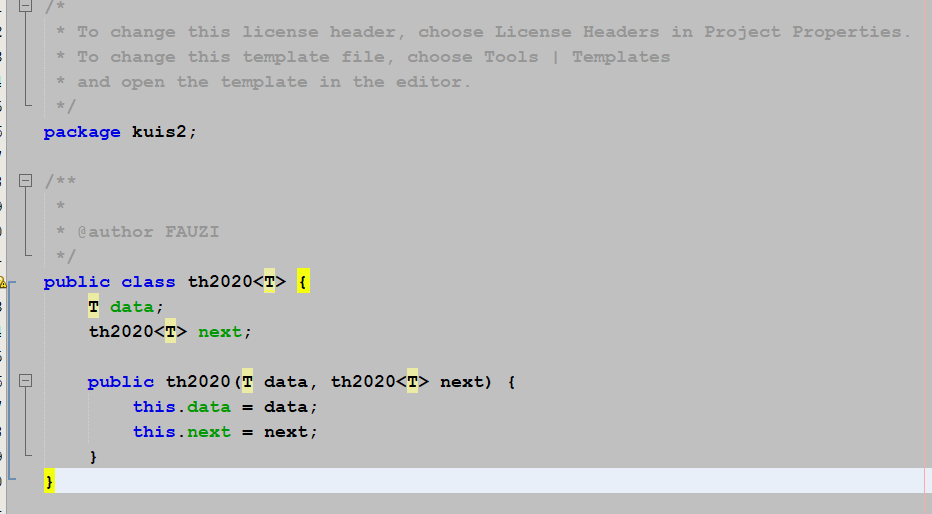 /*
 * To change this license header, choose License Headers in Project Properties.
 * To change this template file, choose Tools | Templates
 * and open the template in the editor.
 */
package kuis2;
/**
 *
 * @author FAUZI
 */
public class th2020<T> {
    T data;
    th2020<T> next;
    public th2020(T data, th2020<T> next) {
        this.data = data;
        this.next = next;
    }
}